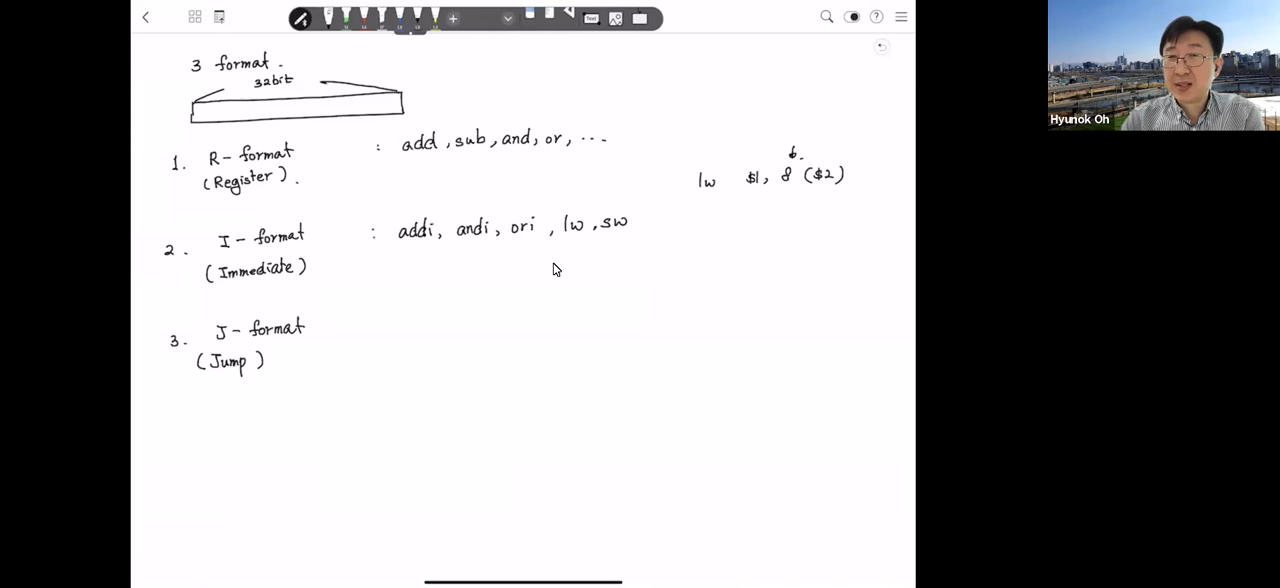 3 format.
32bit
1. R-format : add, sub, and, or, ...
(Register).
lw $1, 8 ($2)
2. I-format : addi, andi, ori, lw, sw
(Immediate)
3. J-format
(Jump)
Hyunok Oh